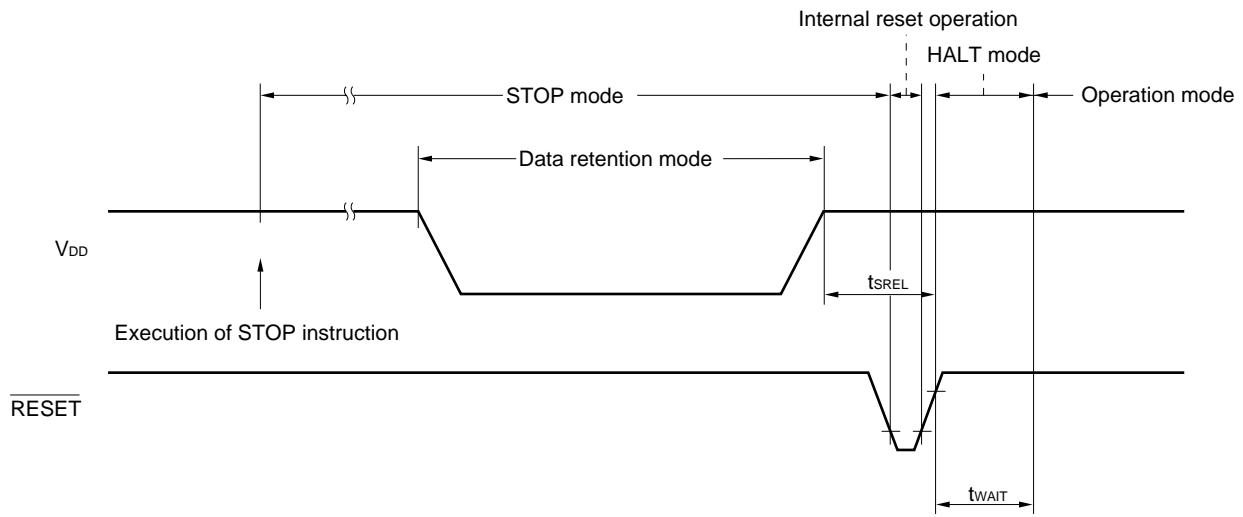 Internal reset operation
HALT mode
STOP mode
Operation mode
Data retention mode
VDD
tSREL
Execution of STOP instruction
RESET
tWAIT